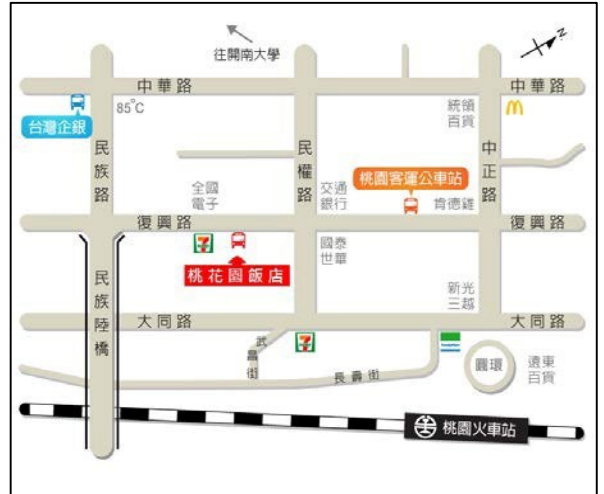 往開南大學
N
中華路
中華路
台灣企銀
85°C
統領
百貨
民族路
民權路
中正路
全國
電子
交通
銀行
桃園客運公車站
肯德雞
復興路
復興路
7 ELEVEN
國泰
世華
桃花園飯店
民族陸橋
新光
三越
大同路
大同路
武昌街
7 ELEVEN
長壽街
圓環
遠東
百貨
桃園火車站